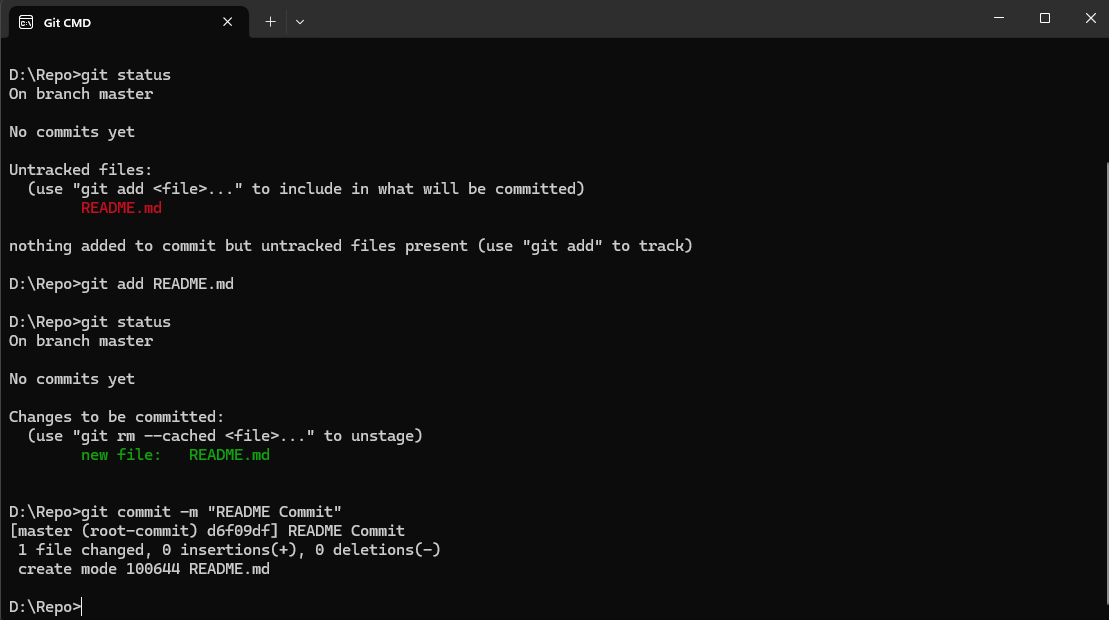 Git CMD
D:\Repo>git status
On branch master
No commits yet
Untracked files:
  (use "git add <file>..." to include in what will be committed)
        README.md
nothing added to commit but untracked files present (use "git add" to track)
D:\Repo>git add README.md
D:\Repo>git status
On branch master
No commits yet
Changes to be committed:
  (use "git rm --cached <file>..." to unstage)
        new file:   README.md
D:\Repo>git commit -m "README Commit"
[master (root-commit) d6f09df] README Commit
 1 file changed, 0 insertions(+), 0 deletions(-)
 create mode 100644 README.md
D:\Repo>